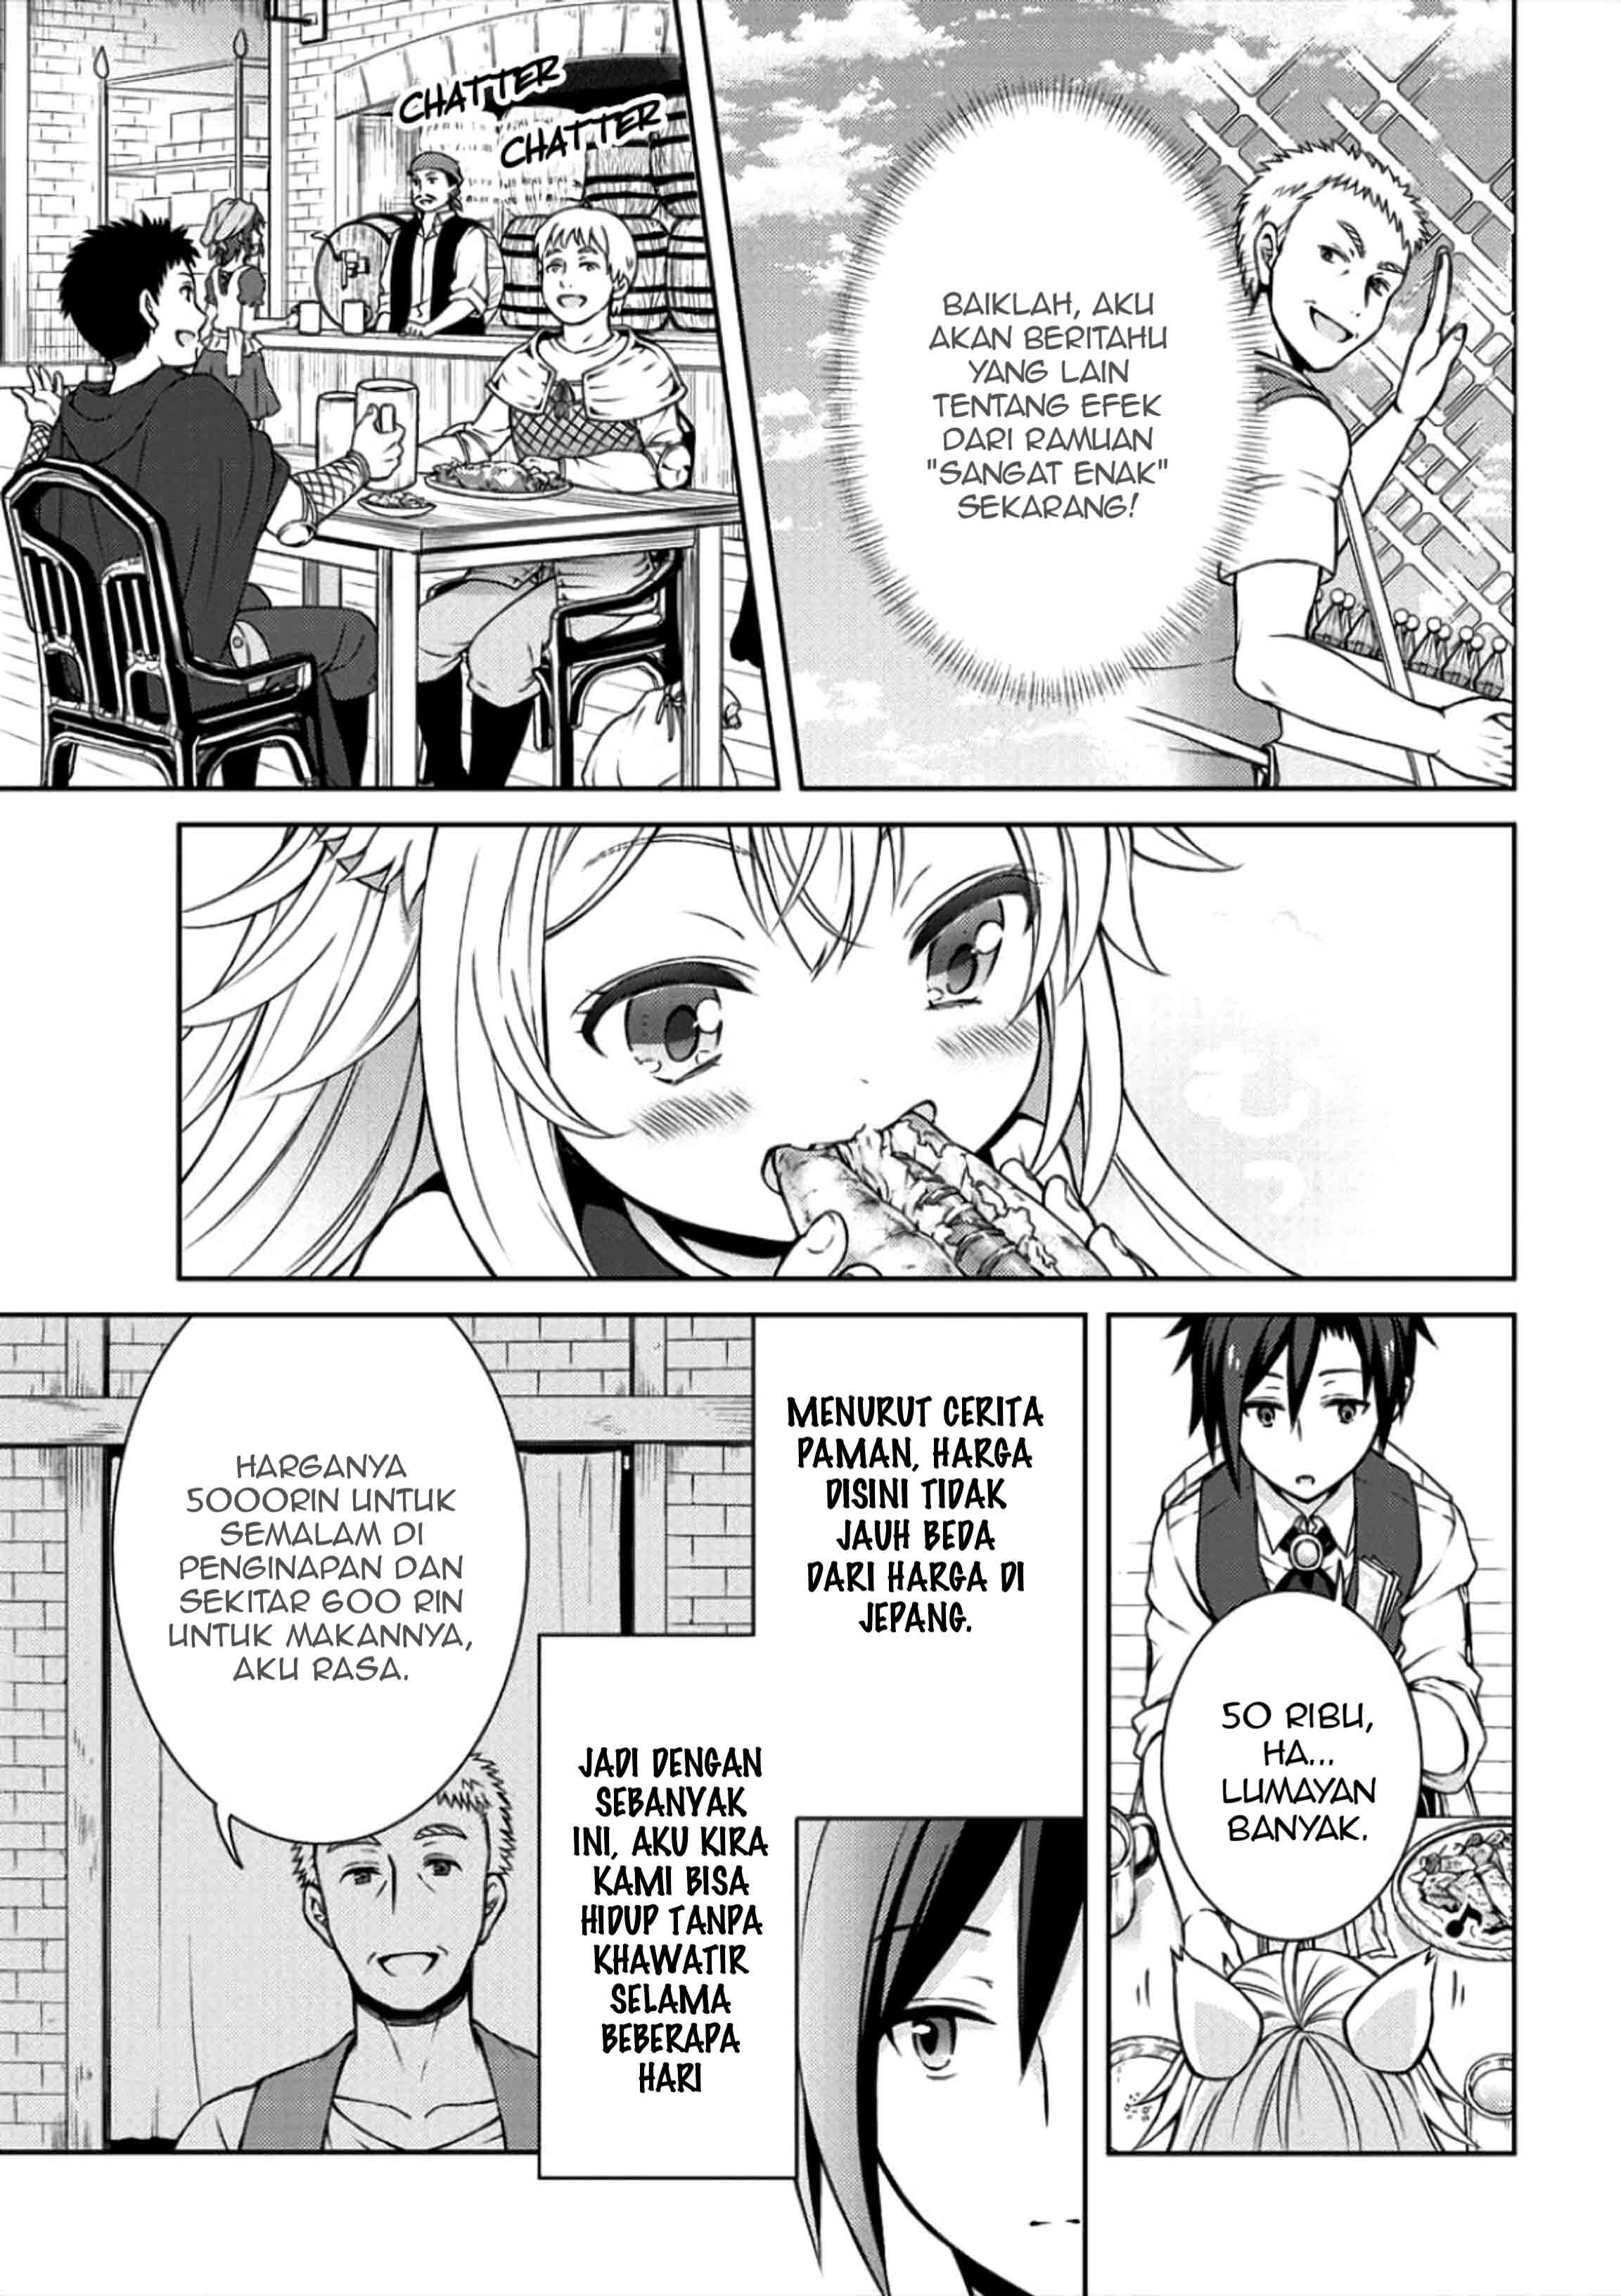 BAIKLAH, AKU
AKAN BERITAHU
YANG LAIN
TENTANG EFEK
DARI RAMUAN
"SANGAT ENAK"
SEKARANG!
CHATTER
CHATTER
50 RIBU,
HA...
LUMAYAN
BANYAK.
MENURUT CERITA
PAMAN, HARGA
DISINI TIDAK
JAUH BEDA
DARI HARGA DI
JEPANG.
HARGANYA
5000RIN UNTUK
SEMALAM DI
PENGINAPAN DAN
SEKITAR 600 RIN
UNTUK MAKANNYA,
AKU RASA.
JADI DENGAN
SEBANYAK
INI, AKU KIRA
KAMI BISA
HIDUP TANPA
KHAWATIR
SELAMA
BEBERAPA
HARI